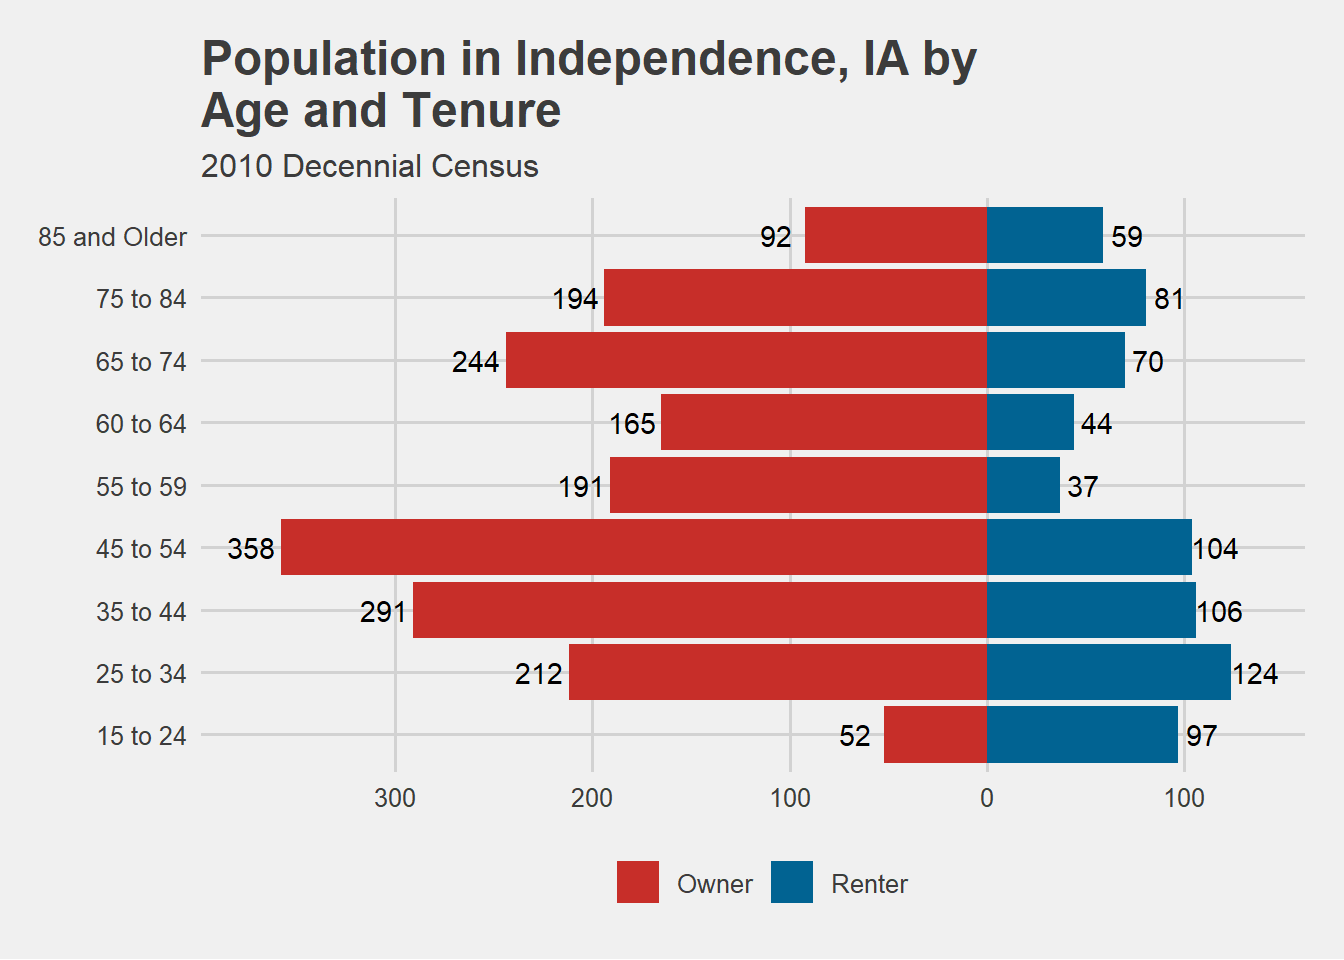 Population in Independence, IA by
Age and Tenure
2010 Decennial Census
85 and Older 92 59
75 to 84 194 81
65 to 74 244 70
60 to 64 165 44
55 to 59 191 37
45 to 54 358 104
35 to 44 291 106
25 to 34 212 124
15 to 24 52 97
300 200 100 0 100
Owner Renter